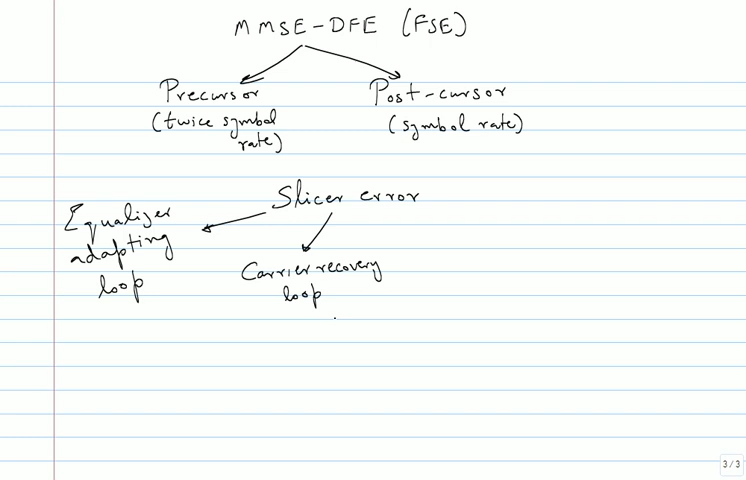 MMSE-DFE (FSE)
Precursor
(twice symbol
rate)
Post-cursor
(symbol rate)
Slicer error
Equalizer
adapting
loop
Carrier recovery
loop
3/3